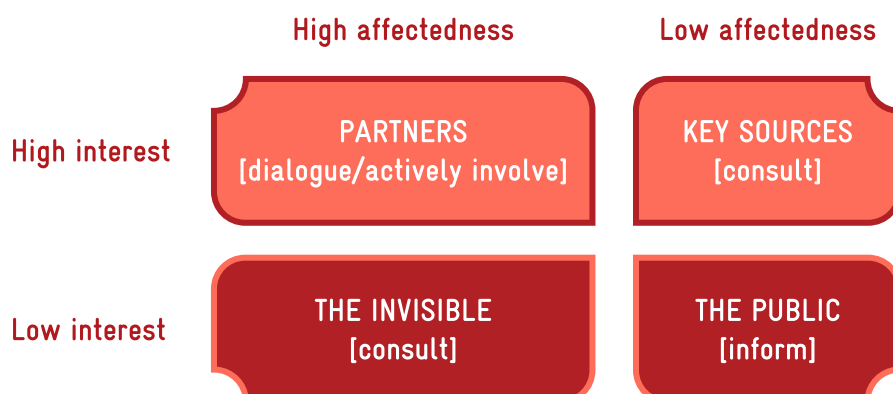 High affectedness
Low affectedness
High interest
PARTNERS
[dialogue/actively involve]
KEY SOURCES
[consult]
Low interest
THE INVISIBLE
[consult]
THE PUBLIC
[inform]